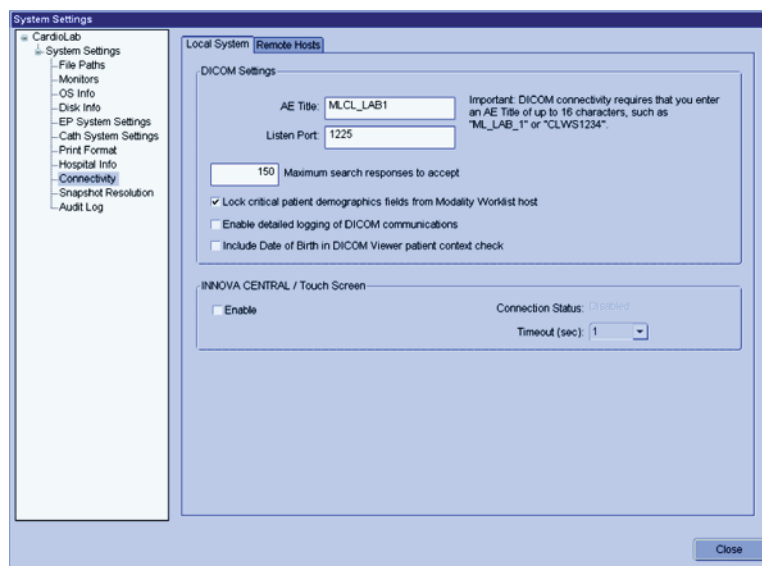 System Settings
CardioLab
System Settings
File Paths
Monitors
OS Info
Disk Info
EP System Settings
Cath System Settings
Print Format
Hospital Info
Connectivity
Snapshot Resolution
Audit Log
Local System
Remote Hosts
DICOM Settings
AE Title: MLCL_LAB1
Listen Port: 1225
Important: DICOM connectivity requires that you enter
an AE Title of up to 16 characters, such as
"ML_LAB_1" or "CLWS1234".
150 Maximum search responses to accept
Lock critical patient demographics fields from Modality Worklist host
Enable detailed logging of DICOM communications
Include Date of Birth in DICOM Viewer patient context check
INNOVA CENTRAL / Touch Screen
Enable
Connection Status: Disabled
Timeout (sec): 1
Close